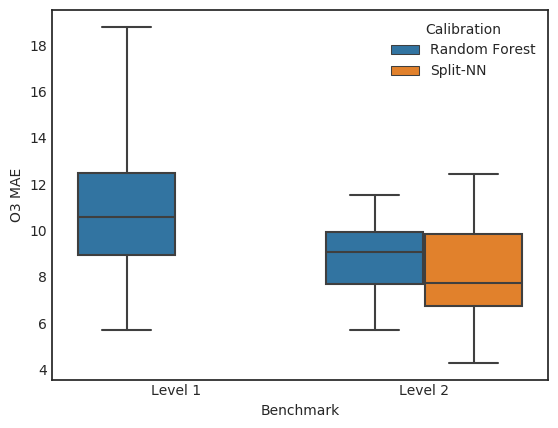 Calibration
Random Forest
Split-NN
18
16
14
12
10
8
6
4
O3 MAE
Level 1
Level 2
Benchmark